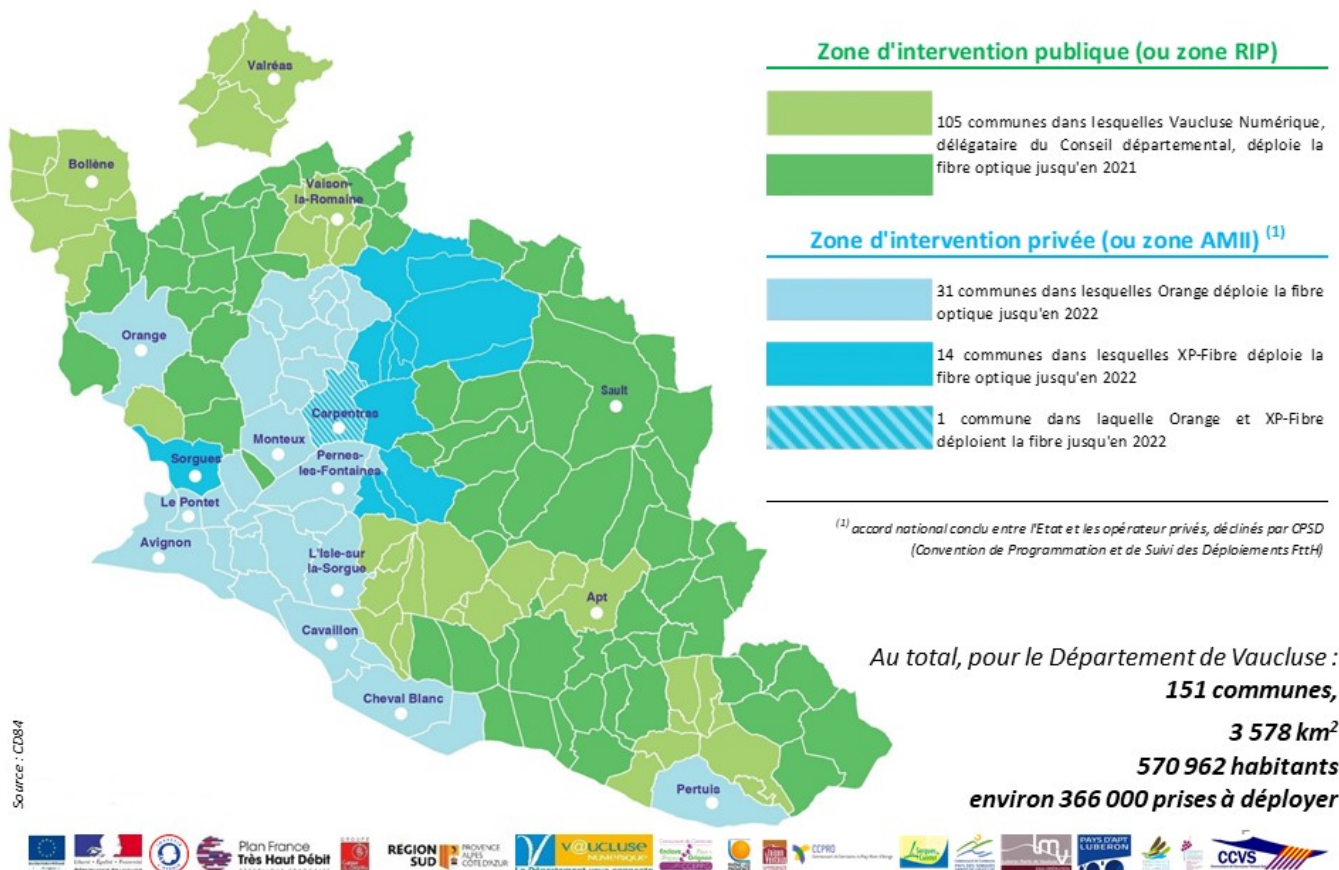 Valréas
Bollène
Vaison-
la-Romaine
Orange
Sault
Carpentras
Monteux
Pernes-
les-Fontaines
Sorgues
Le Pontet
Avignon
L'Isle-sur
la-Sorgue
Apt
Cavaillon
Cheval Blanc
Pertuis
Source : CD84
Zone d'intervention publique (ou zone RIP)
105 communes dans lesquelles Vaucluse Numérique,
délégataire du Conseil départemental, déploie la
fibre optique jusqu'en 2021
Zone d'intervention privée (ou zone AMII) (1)
31 communes dans lesquelles Orange déploie la fibre
optique jusqu'en 2022
14 communes dans lesquelles XP-Fibre déploie la
fibre optique jusqu'en 2022
1 commune dans laquelle Orange et XP-Fibre
déploient la fibre jusqu'en 2022
(1) accord national conclu entre l'Etat et les opérateur privés, déclinés par CPSD
(Convention de Programmation et de Suivi des Déploiements FttH)
Au total, pour le Département de Vaucluse :
151 communes,
3 578 km²
570 962 habitants
environ 366 000 prises à déployer
Plan France
Très Haut Débit
RÉGION
SUD
PROVENCE
ALPES
CÔTE D'AZUR
V@UCLUSE
NUMÉRIQUE
CCPRO
lmv
PAYS D'APT
LUBERON
CCVS